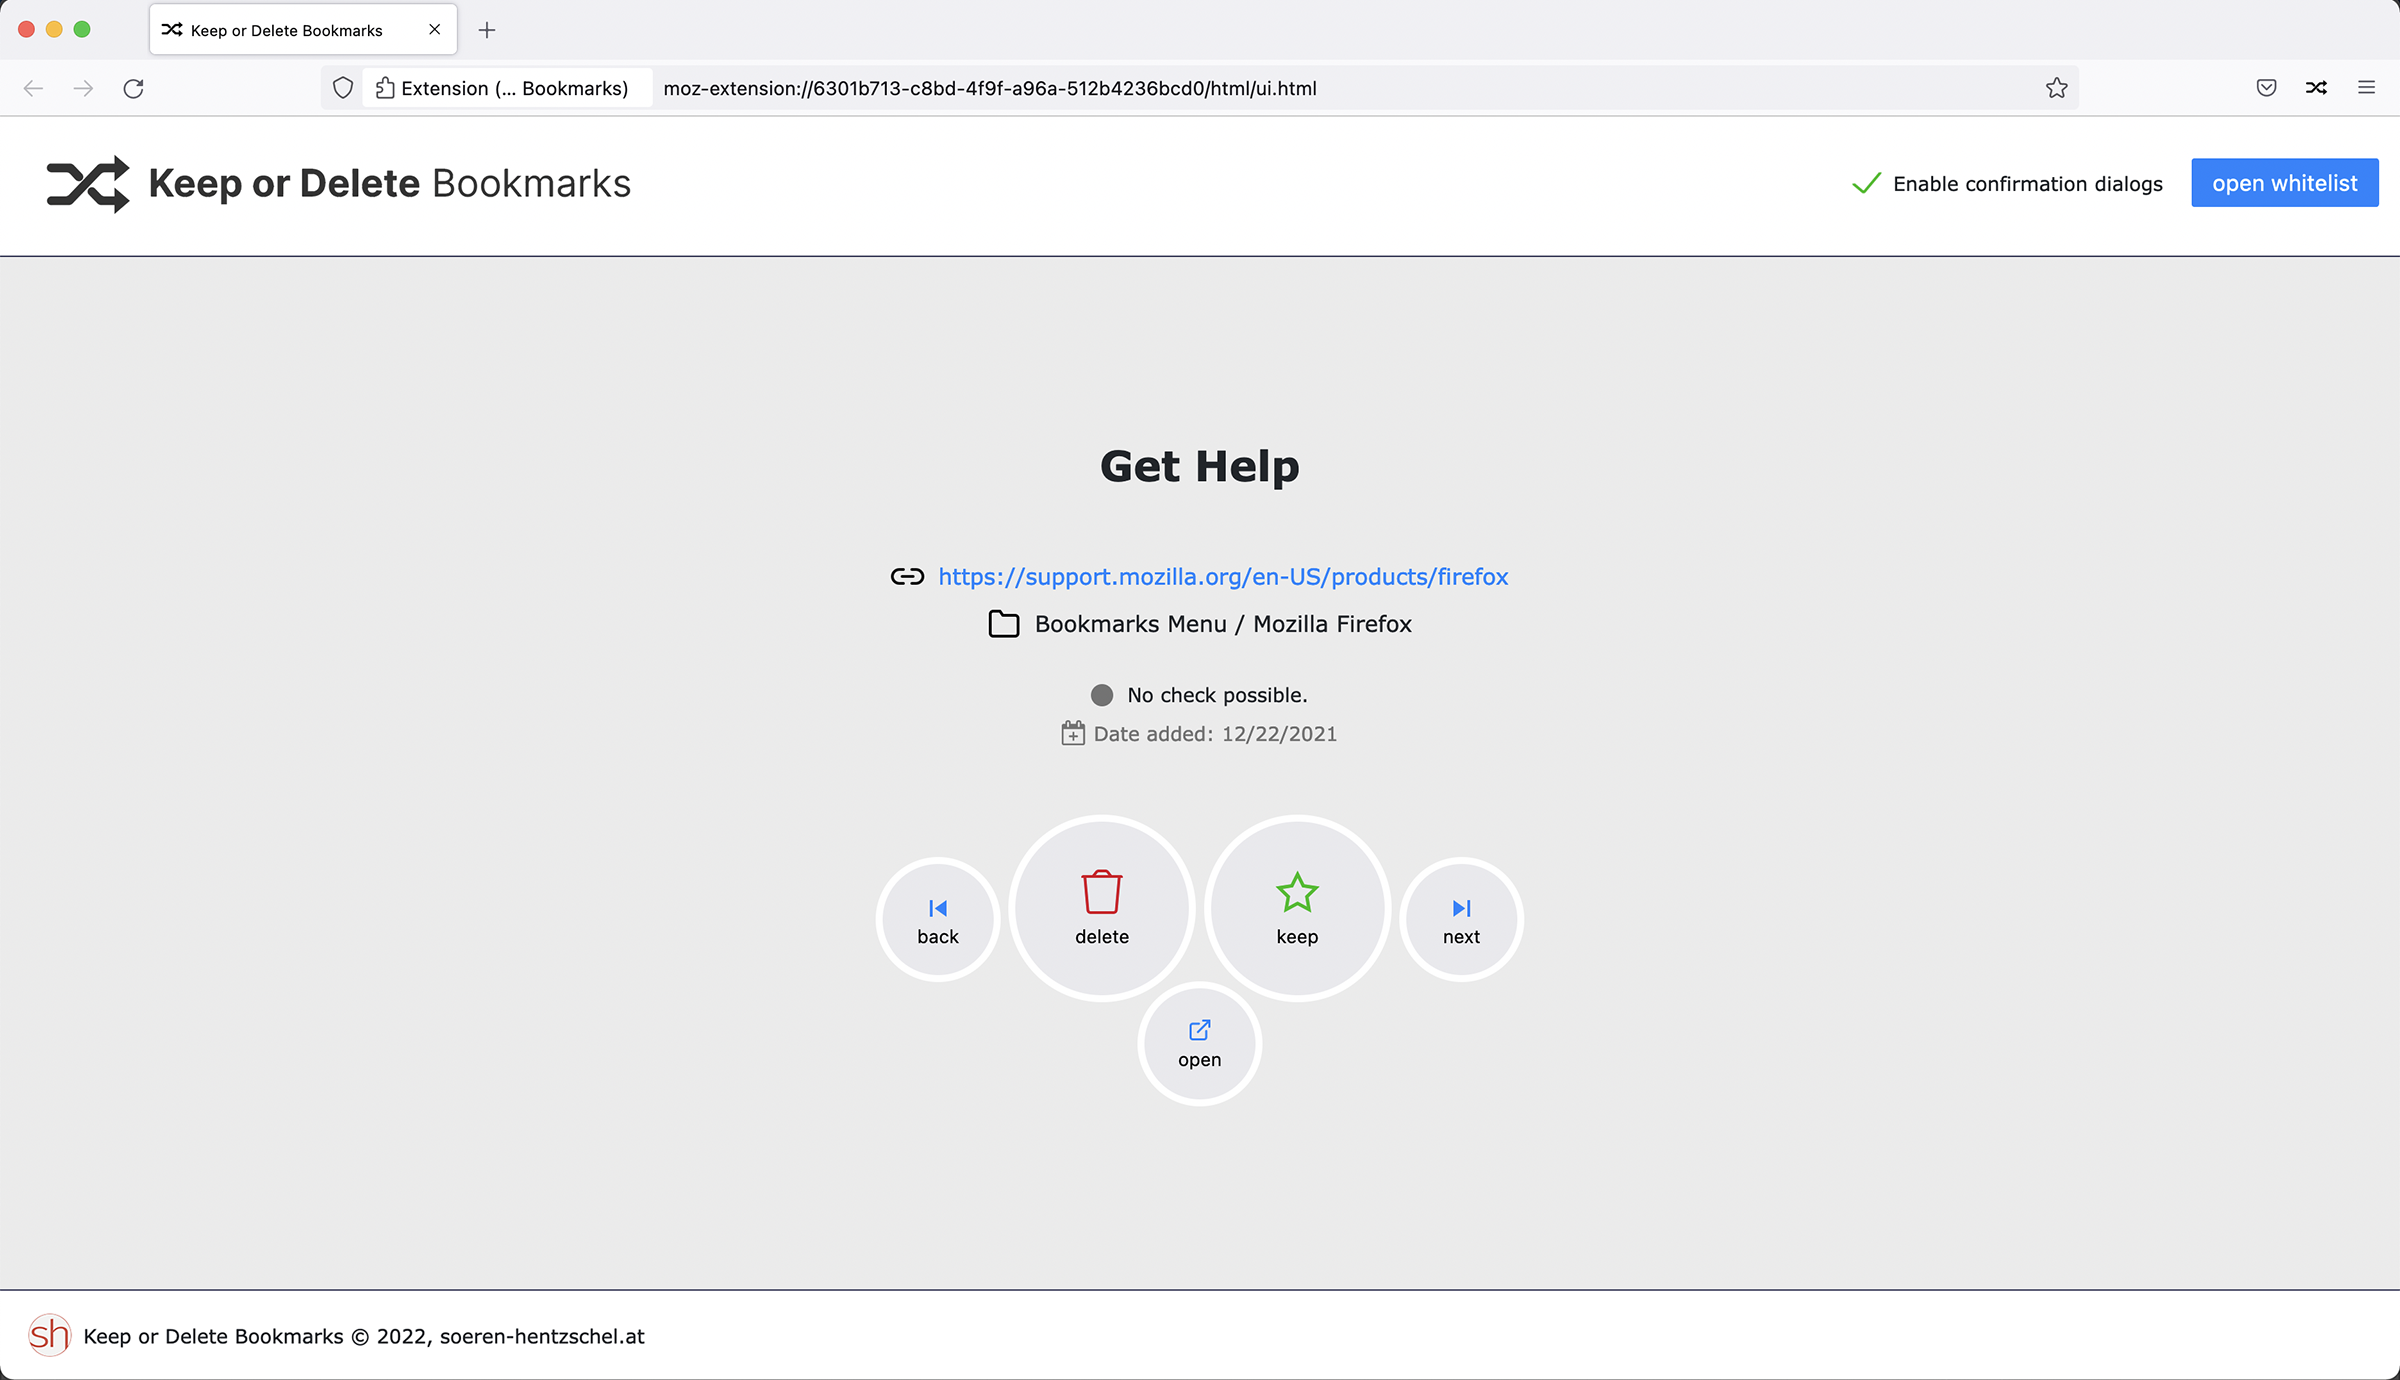 Keep or Delete Bookmarks
Extension (... Bookmarks) moz-extension://6301b713-c8bd-4f9f-a96a-512b4236bcd0/html/ui.html
Keep or Delete Bookmarks
Enable confirmation dialogs
open whitelist
Get Help
https://support.mozilla.org/en-US/products/firefox
Bookmarks Menu / Mozilla Firefox
No check possible.
Date added: 12/22/2021
back
delete
keep
next
open
sh
Keep or Delete Bookmarks © 2022, soeren-hentzschel.at